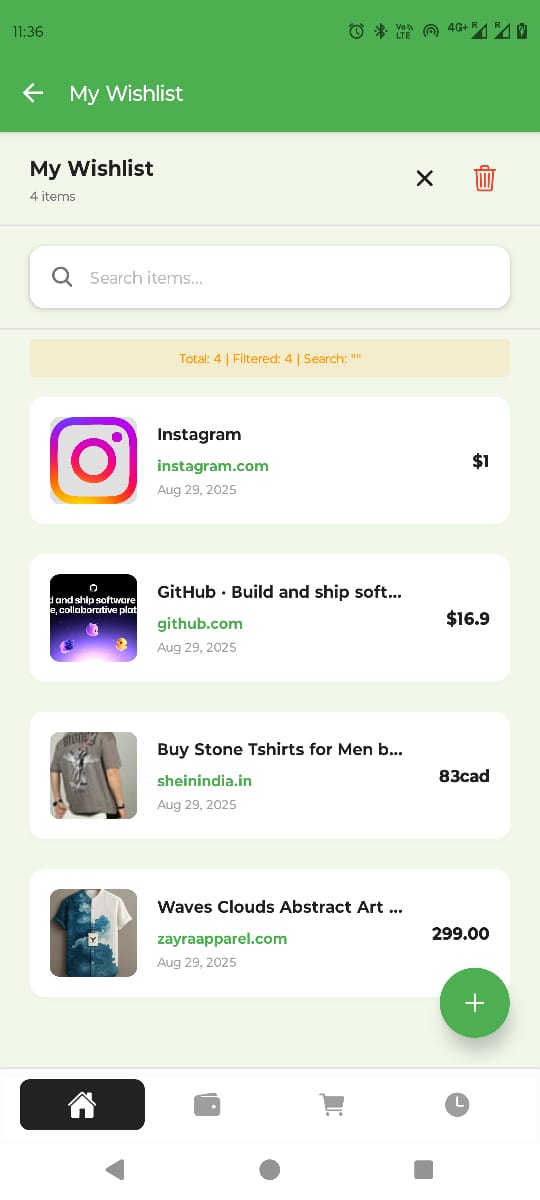 11:36
Vo LTE 4G+ R R
My Wishlist
My Wishlist
4 items
Search items...
Total: 4 | Filtered: 4 | Search: ""
Instagram
instagram.com
Aug 29, 2025
$1
d and ship software
e, collaborative plat
GitHub · Build and ship soft...
github.com
Aug 29, 2025
$16.9
Buy Stone Tshirts for Men b...
sheinindia.in
Aug 29, 2025
83cad
Waves Clouds Abstract Art ...
zayraapparel.com
Aug 29, 2025
299.00